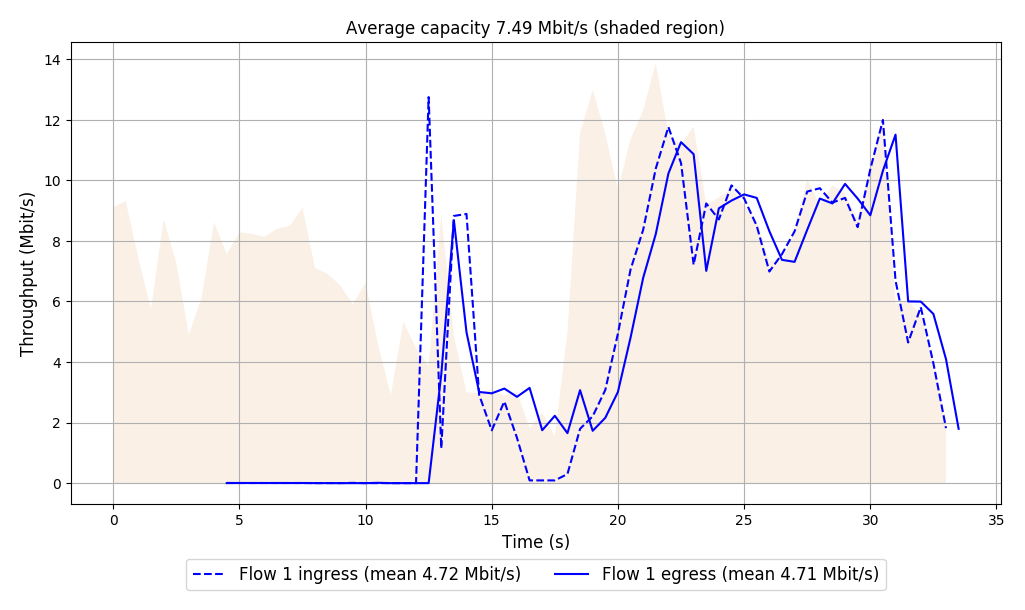 Average capacity 7.49 Mbit/s (shaded region)
14
12
10
8
6
4
2
0
Throughput (Mbit/s)
0 5 10 15 20 25 30 35
Time (s)
Flow 1 ingress (mean 4.72 Mbit/s) Flow 1 egress (mean 4.71 Mbit/s)